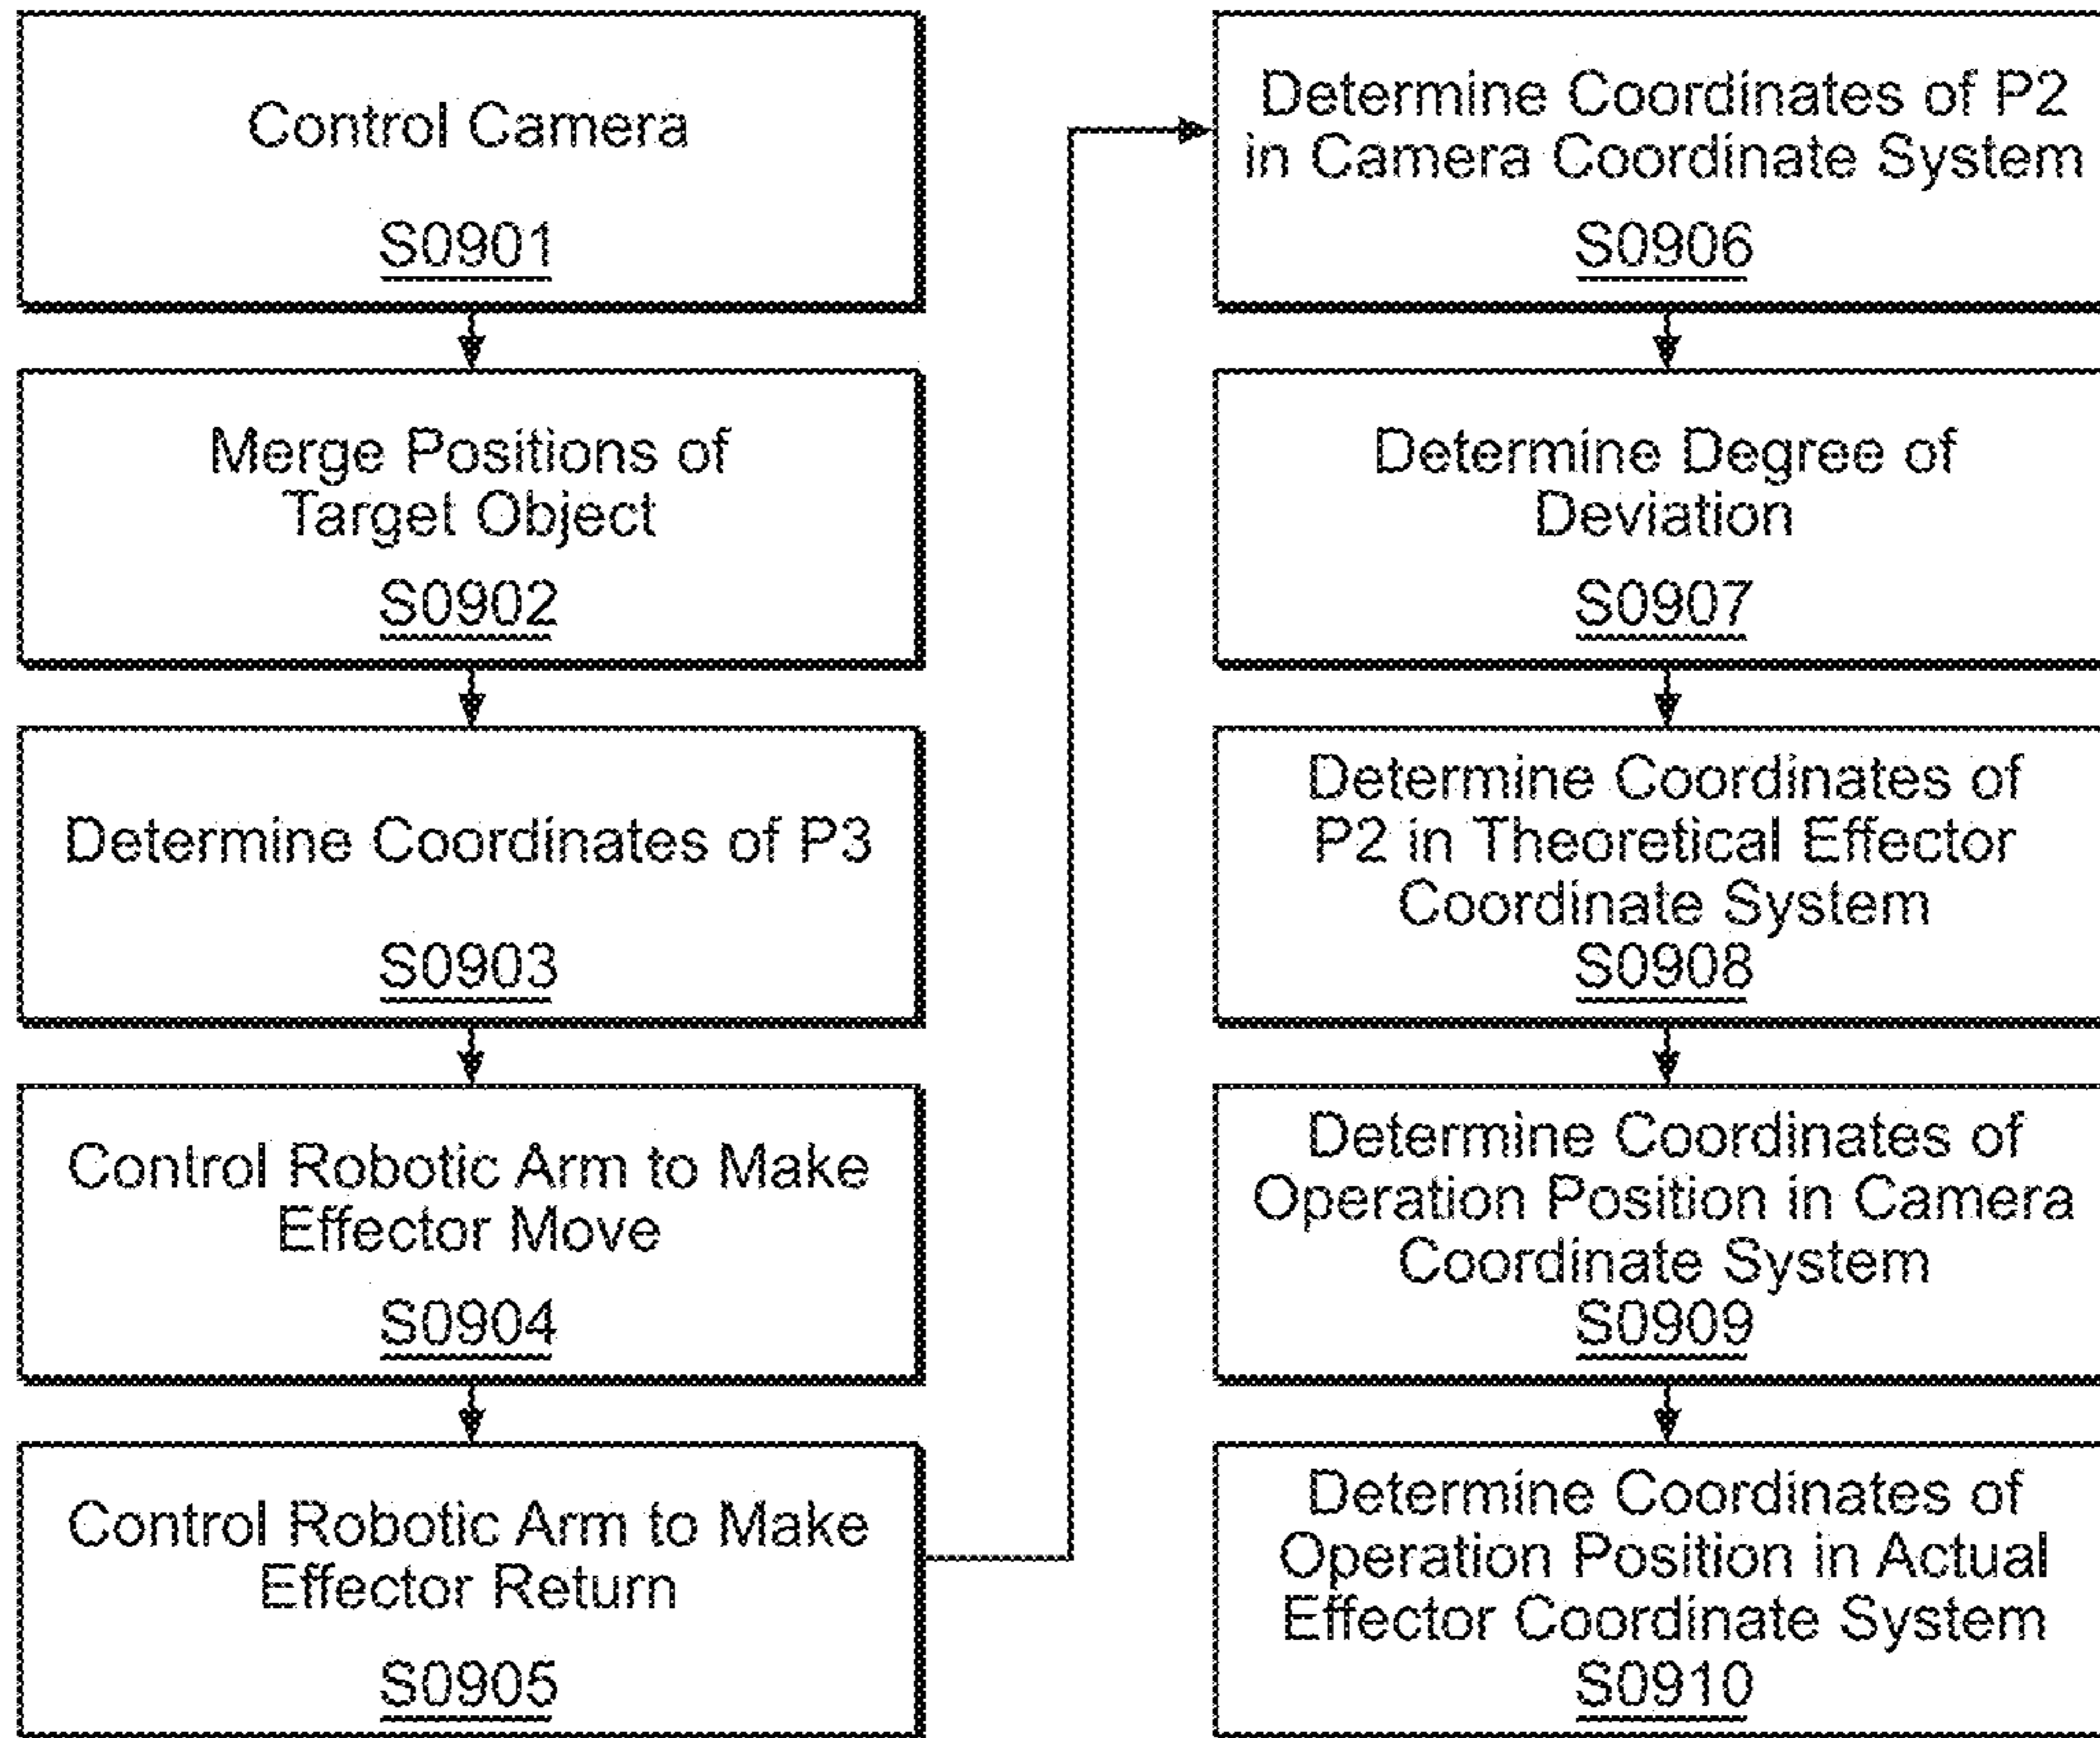 Control Camera
S0901
Merge Positions of
Target Object
S0902
Determine Coordinates of P3
S0903
Control Robotic Arm to Make
Effector Move
S0904
Control Robotic Arm to Make
Effector Return
S0905
Determine Coordinates of P2
in Camera Coordinate System
S0906
Determine Degree of
Deviation
S0907
Determine Coordinates of
P2 in Theoretical Effector
Coordinate System
S0908
Determine Coordinates of
Operation Position in Camera
Coordinate System
S0909
Determine Coordinates of
Operation Position in Actual
Effector Coordinate System
S0910